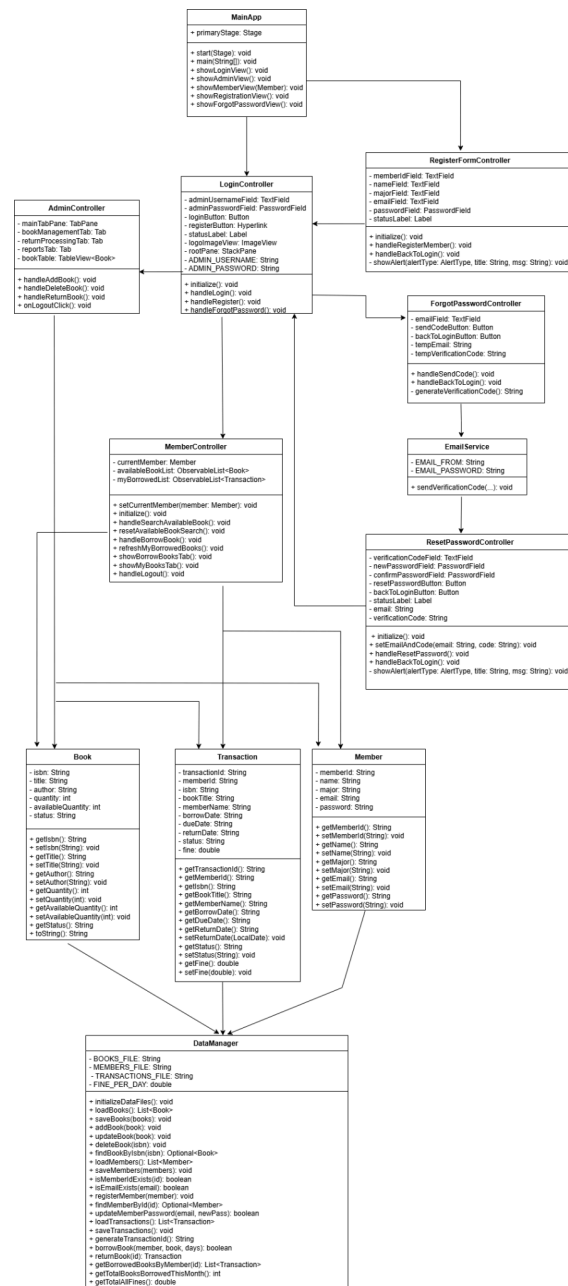 MainApp
+ primaryStage: Stage
+ start(Stage): void
+ main(String[]): void
+ showLoginView(): void
+ showAdminView(): void
+ showMemberView(Member): void
+ showRegistrationView(): void
+ showForgotPasswordView(): void
RegisterFormController
- memberIdField: TextField
- nameField: TextField
- majorField: TextField
- emailField: TextField
- passwordField: PasswordField
- statusLabel: Label
+ initialize(): void
+ handleRegisterMember(): void
+ handleBackToLogin(): void
- showAlert(alertType: AlertType, title: String, msg: String): void
LoginController
- adminUsernameField: TextField
- adminPasswordField: PasswordField
- loginButton: Button
- registerButton: Hyperlink
- statusLabel: Label
- logoImageView: ImageView
- rootPane: StackPane
- ADMIN_USERNAME: String
- ADMIN_PASSWORD: String
+ initialize(): void
+ handleLogin(): void
+ handleRegister(): void
+ handleForgotPassword(): void
AdminController
- mainTabPane: TabPane
- bookManagementTab: Tab
- returnProcessingTab: Tab
- reportsTab: Tab
- bookTable: TableView<Book>
+ handleAddBook(): void
+ handleDeleteBook(): void
+ handleReturnBook(): void
+ onLogoutClick(): void
ForgotPasswordController
- emailField: TextField
- sendCodeButton: Button
- backToLoginButton: Button
- tempEmail: String
- tempVerificationCode: String
+ handleSendCode(): void
+ handleBackToLogin(): void
- generateVerificationCode(): String
MemberController
- currentMember: Member
- availableBookList: ObservableList<Book>
- myBorrowedList: ObservableList<Transaction>
+ setCurrentMember(member: Member): void
+ initialize(): void
+ handleSearchAvailableBook(): void
+ resetAvailableBookSearch(): void
+ handleBorrowBook(): void
+ refreshMyBorrowedBooks(): void
+ showBorrowBooksTab(): void
+ showMyBooksTab(): void
+ handleLogout(): void
EmailService
- EMAIL_FROM: String
- EMAIL_PASSWORD: String
+ sendVerificationCode(...): void
ResetPasswordController
- verificationCodeField: TextField
- newPasswordField: PasswordField
- confirmPasswordField: PasswordField
- resetPasswordButton: Button
- backToLoginButton: Button
- statusLabel: Label
- email: String
- verificationCode: String
+ initialize(): void
+ setEmailAndCode(email: String, code: String): void
+ handleResetPassword(): void
+ handleBackToLogin(): void
- showAlert(alertType: AlertType, title: String, msg: String): void
Book
- isbn: String
- title: String
- author: String
- quantity: int
- availableQuantity: int
- status: String
+ getIsbn(): String
+ setIsbn(String): void
+ getTitle(): String
+ setTitle(String): void
+ getAuthor(): String
+ setAuthor(String): void
+ getQuantity(): int
+ setQuantity(int): void
+ getAvailableQuantity(): int
+ setAvailableQuantity(int): void
+ getStatus(): String
+ toString(): String
Transaction
- transactionId: String
- memberId: String
- isbn: String
- bookTitle: String
- memberName: String
- borrowDate: String
- dueDate: String
- returnDate: String
- status: String
- fine: double
+ getTransactionId(): String
+ getMemberId(): String
+ getIsbn(): String
+ getBookTitle(): String
+ getMemberName(): String
+ getBorrowDate(): String
+ getDueDate(): String
+ getReturnDate(): String
+ setReturnDate(LocalDate): void
+ getStatus(): String
+ setStatus(String): void
+ getFine(): double
+ setFine(double): void
Member
- memberId: String
- name: String
- major: String
- email: String
- password: String
+ getMemberId(): String
+ setMemberId(String): void
+ getName(): String
+ setName(String): void
+ getMajor(): String
+ setMajor(String): void
+ getEmail(): String
+ setEmail(String): void
+ getPassword(): String
+ setPassword(String): void
DataManager
- BOOKS_FILE: String
- MEMBERS_FILE: String
- TRANSACTIONS_FILE: String
- FINE_PER_DAY: double
+ initializeDataFiles(): void
+ loadBooks(): List<Book>
+ saveBooks(books): void
+ addBook(book): void
+ updateBook(book): void
+ deleteBook(isbn): void
+ findBookByIsbn(isbn): Optional<Book>
+ loadMembers(): List<Member>
+ saveMembers(members): void
+ isMemberIdExists(id): boolean
+ isEmailExists(email): boolean
+ registerMember(member): void
+ findMemberById(id): Optional<Member>
+ updateMemberPassword(email, newPass): boolean
+ loadTransactions(): List<Transaction>
+ saveTransactions(): void
+ generateTransactionId(): String
+ borrowBook(member, book, days): boolean
+ returnBook(id): Transaction
+ getBorrowedBooksByMember(id): List<Transaction>
+ getTotalBooksBorrowedThisMonth(): int
+ getTotalAllFines(): double